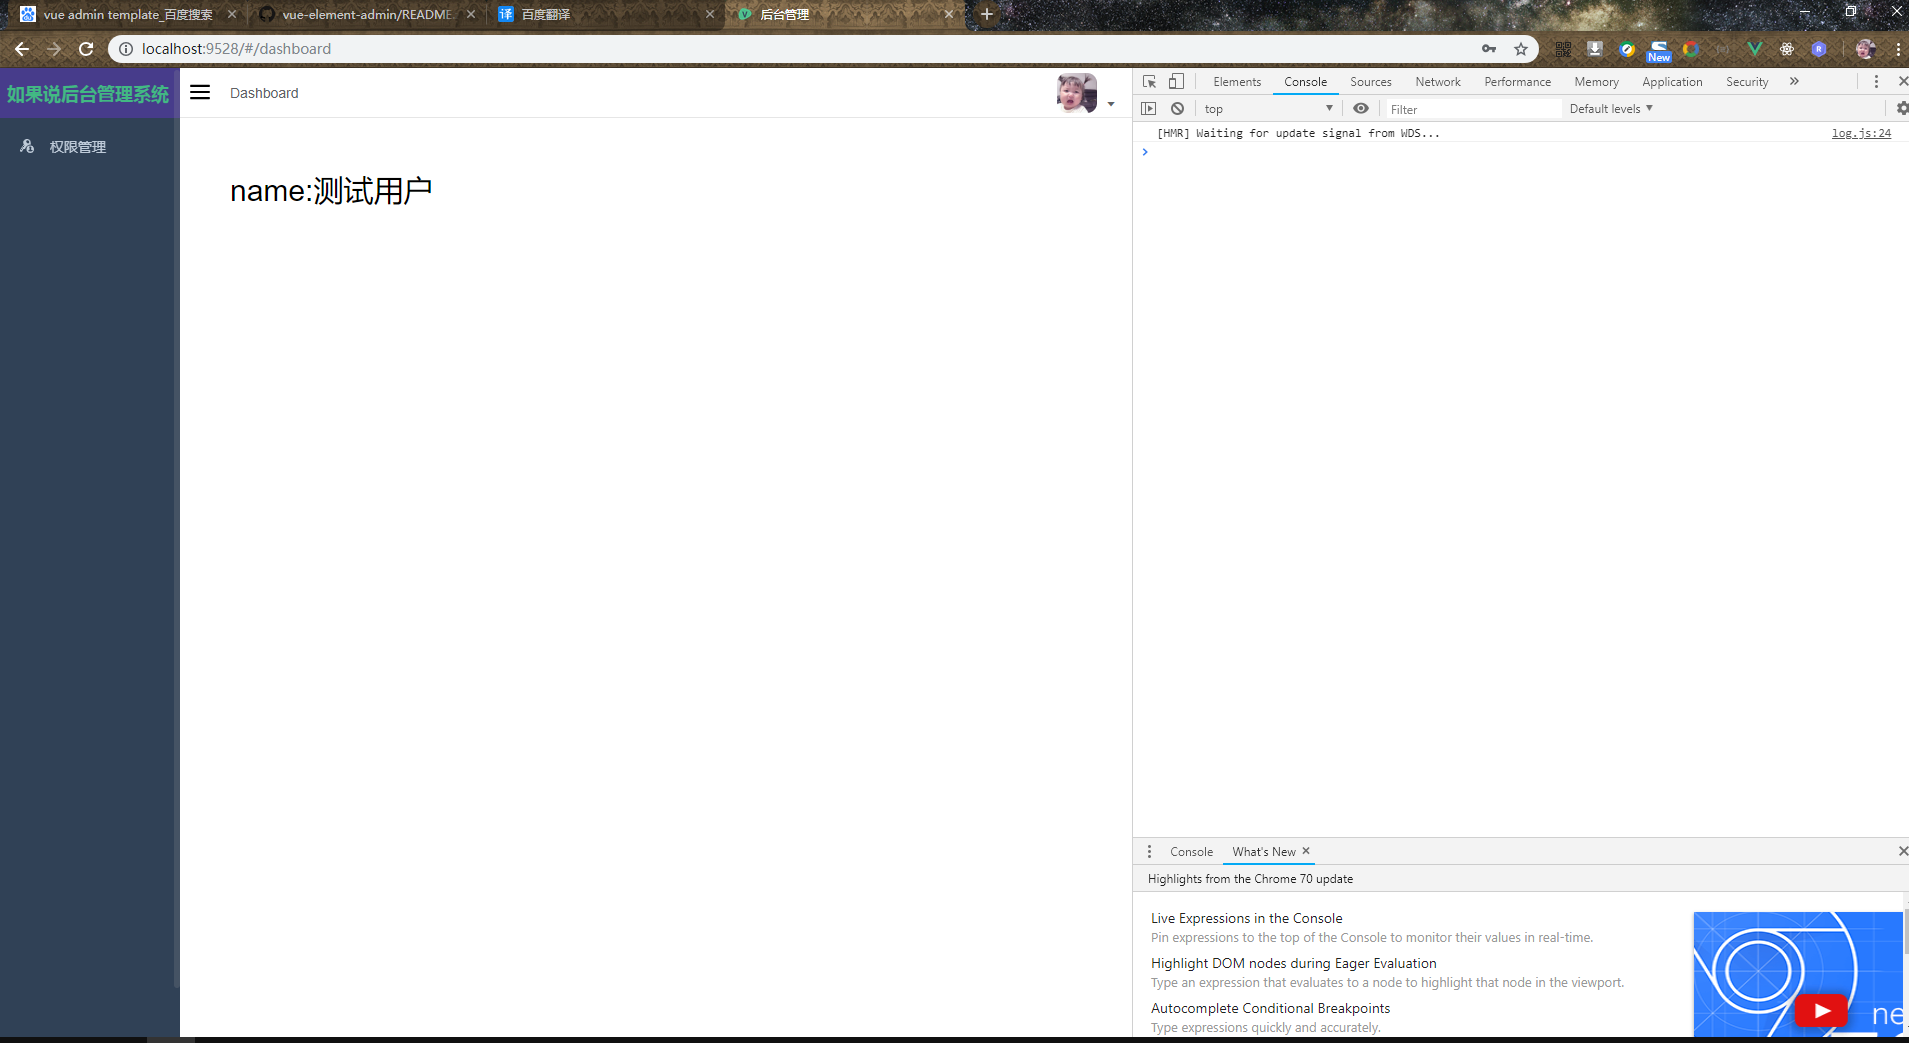 vue admin template_百度搜索
vue-element-admin/README.
百度翻译
后台管理
localhost:9528/#/dashboard
New
如果说后台管理系统
Dashboard
权限管理
name:测试用户
Elements Console Sources Network Performance Memory Application Security »
top Filter Default levels
[HMR] Waiting for update signal from WDS... log.js:24
Console What's New
Highlights from the Chrome 70 update
Live Expressions in the Console
Pin expressions to the top of the Console to monitor their values in real-time.
Highlight DOM nodes during Eager Evaluation
Type an expression that evaluates to a node to highlight that node in the viewport.
Autocomplete Conditional Breakpoints
Type expressions quickly and accurately.
ne